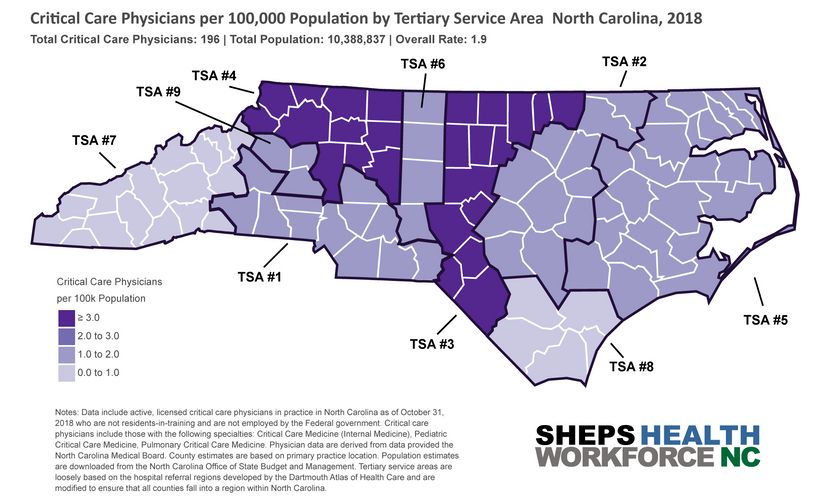 Critical Care Physicians per 100,000 Population by Tertiary Service Area  North Carolina, 2018
Total Critical Care Physicians: 196 | Total Population: 10,388,837 | Overall Rate: 1.9
TSA #6
TSA #2
TSA #4
TSA #9
TSA #7
TSA #1
TSA #5
TSA #3
TSA #8
Critical Care Physicians
per 100k Population
≥ 3.0
2.0 to 3.0
1.0 to 2.0
0.0 to 1.0
Notes: Data include active, licensed critical care physicians in practice in North Carolina as of October 31,
2018 who are not residents-in-training and are not employed by the Federal government. Critical care
physicians include those with the following specialties: Critical Care Medicine (Internal Medicine), Pediatric
Critical Care Medicine, Pulmonary Critical Care Medicine. Physician data are derived from data provided the
North Carolina Medical Board. County estimates are based on primary practice location. Population estimates
are downloaded from the North Carolina Office of State Budget and Management. Tertiary service areas are
loosely based on the hospital referral regions developed by the Dartmouth Atlas of Health Care and are
modified to ensure that all counties fall into a region within North Carolina.
SHEPS HEALTH
WORKFORCE NC